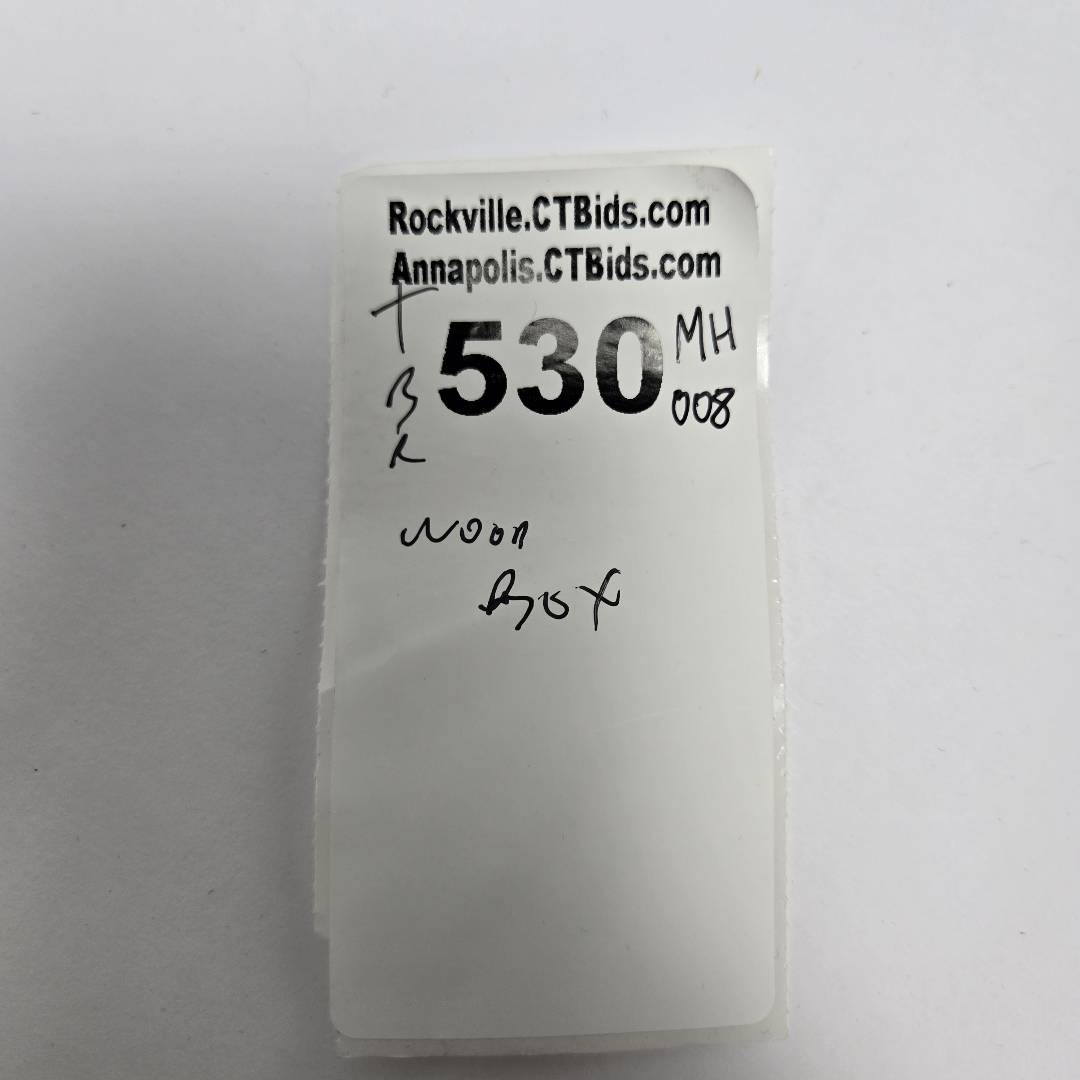 Rockville.CTBids.com
Annapolis.CTBids.com
T
530 MH
B 008
R
NOON
BOX